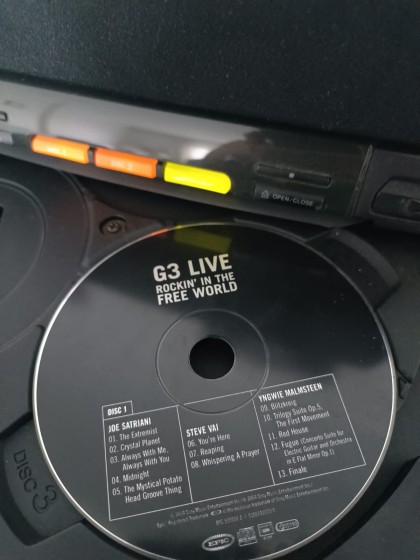 OPEN/CLOSE
G3 LIVE
ROCKIN' IN THE
FREE WORLD
DISC 1
JOE SATRIANI
01. The Extremist
02. Crystal Planet
03. Always With Me,
Always With You
04. Midnight
05. The Mystical Potato
Head Groove Thing
STEVE VAI
06. You're Here
07. Reaping
08. Whispering A Prayer
YNGWIE MALMSTEEN
09. Blitzkreig
10. Trilogy Suite Op.5,
The First Movement
11. Red House
12. Fugue (Concerto Suite for
Electric Guitar and Orchestra
in E Flat Minor Op.1)
13. Finale
EPIC
DISC 3